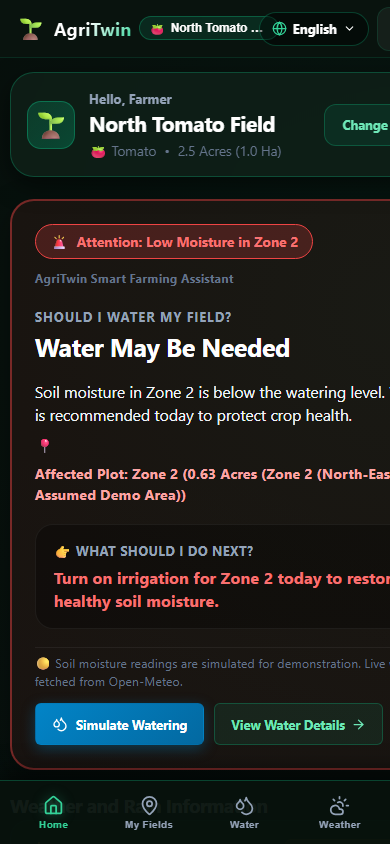 AgriTwin
North Tomato ...
English
Hello, Farmer
North Tomato Field
Tomato • 2.5 Acres (1.0 Ha)
Change
Attention: Low Moisture in Zone 2
AgriTwin Smart Farming Assistant
SHOULD I WATER MY FIELD?
Water May Be Needed
Soil moisture in Zone 2 is below the watering level.
is recommended today to protect crop health.
Affected Plot: Zone 2 (0.63 Acres (Zone 2 (North-Eas
Assumed Demo Area))
WHAT SHOULD I DO NEXT?
Turn on irrigation for Zone 2 today to restor
healthy soil moisture.
Soil moisture readings are simulated for demonstration. Live
fetched from Open-Meteo.
Simulate Watering
View Water Details →
Weather and Rain Information
Home
My Fields
Water
Weather